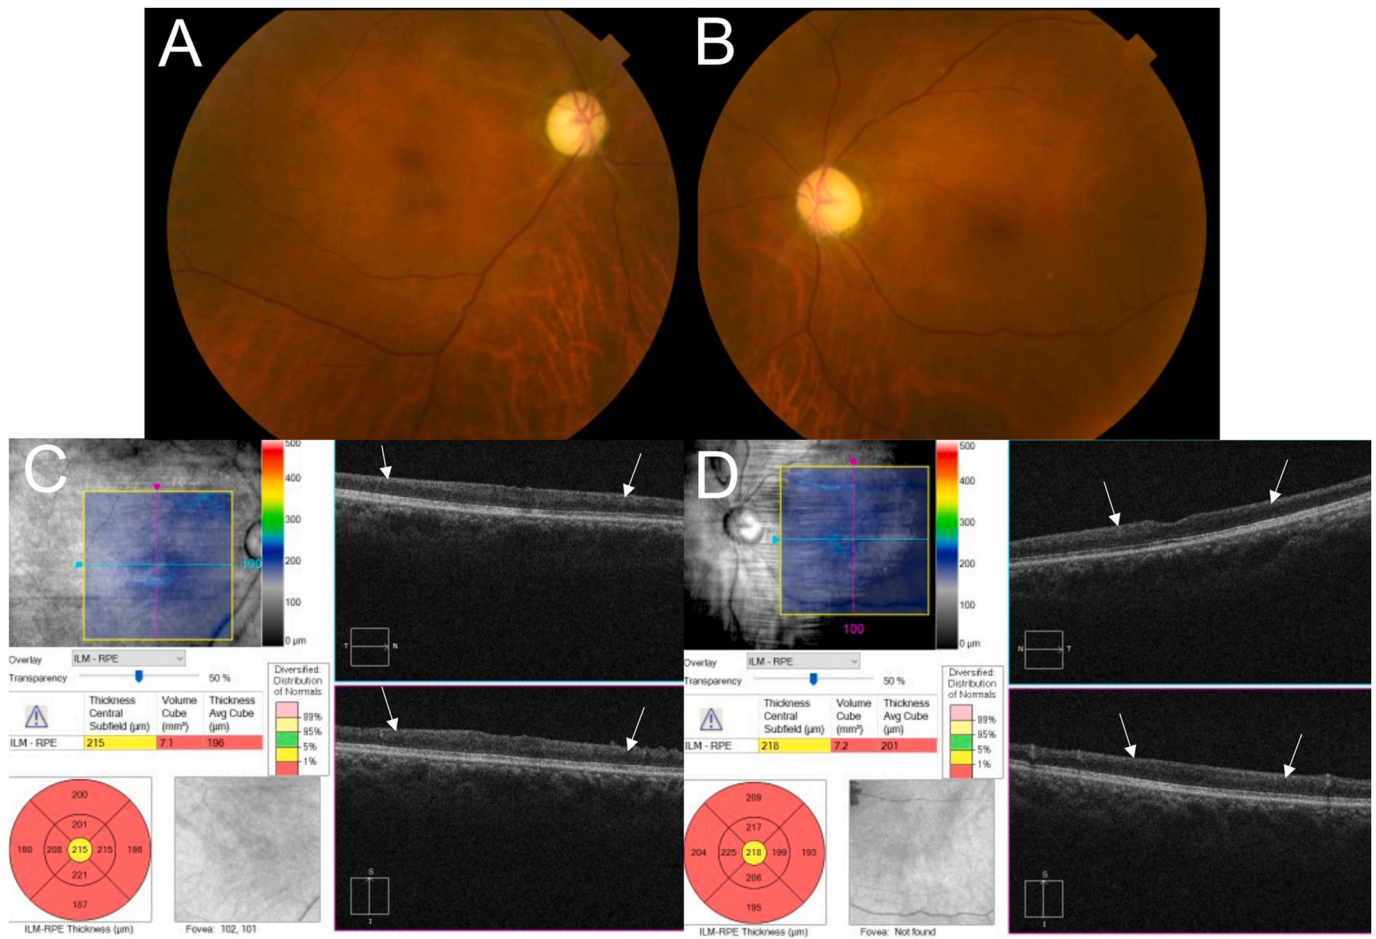 A
B
C
500
400
300
200
100
0 µm
100
T
N
Overlay
ILM - RPE
Transparency
50 %
Diversified:
Distribution
of Normals
99%
95%
5%
1%
Thickness
Central
Subfield (µm)
Volume
Cube
(mm³)
Thickness
Avg Cube
(µm)
ILM - RPE
215
7.1
196
200
201
180
208
215
215
198
221
187
ILM-RPE Thickness (µm)
Fovea: 102, 101
S
I
D
500
400
300
200
100
0 µm
100
N
T
Overlay
ILM - RPE
Transparency
50 %
Diversified:
Distribution
of Normals
99%
95%
5%
1%
Thickness
Central
Subfield (µm)
Volume
Cube
(mm³)
Thickness
Avg Cube
(µm)
ILM - RPE
218
7.2
201
209
217
204
225
218
199
193
206
195
ILM-RPE Thickness (µm)
Fovea: Not found
S
I